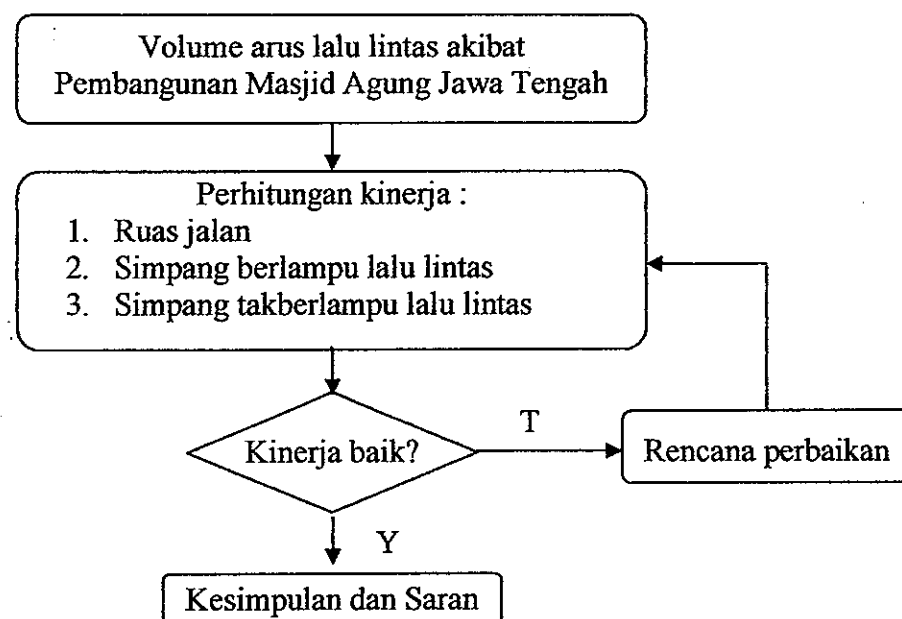 Volume arus lalu lintas akibat
Pembangunan Masjid Agung Jawa Tengah
Perhitungan kinerja :
1. Ruas jalan
2. Simpang berlampu lalu lintas
3. Simpang takberlampu lalu lintas
Kinerja baik?
T
Rencana perbaikan
Y
Kesimpulan dan Saran